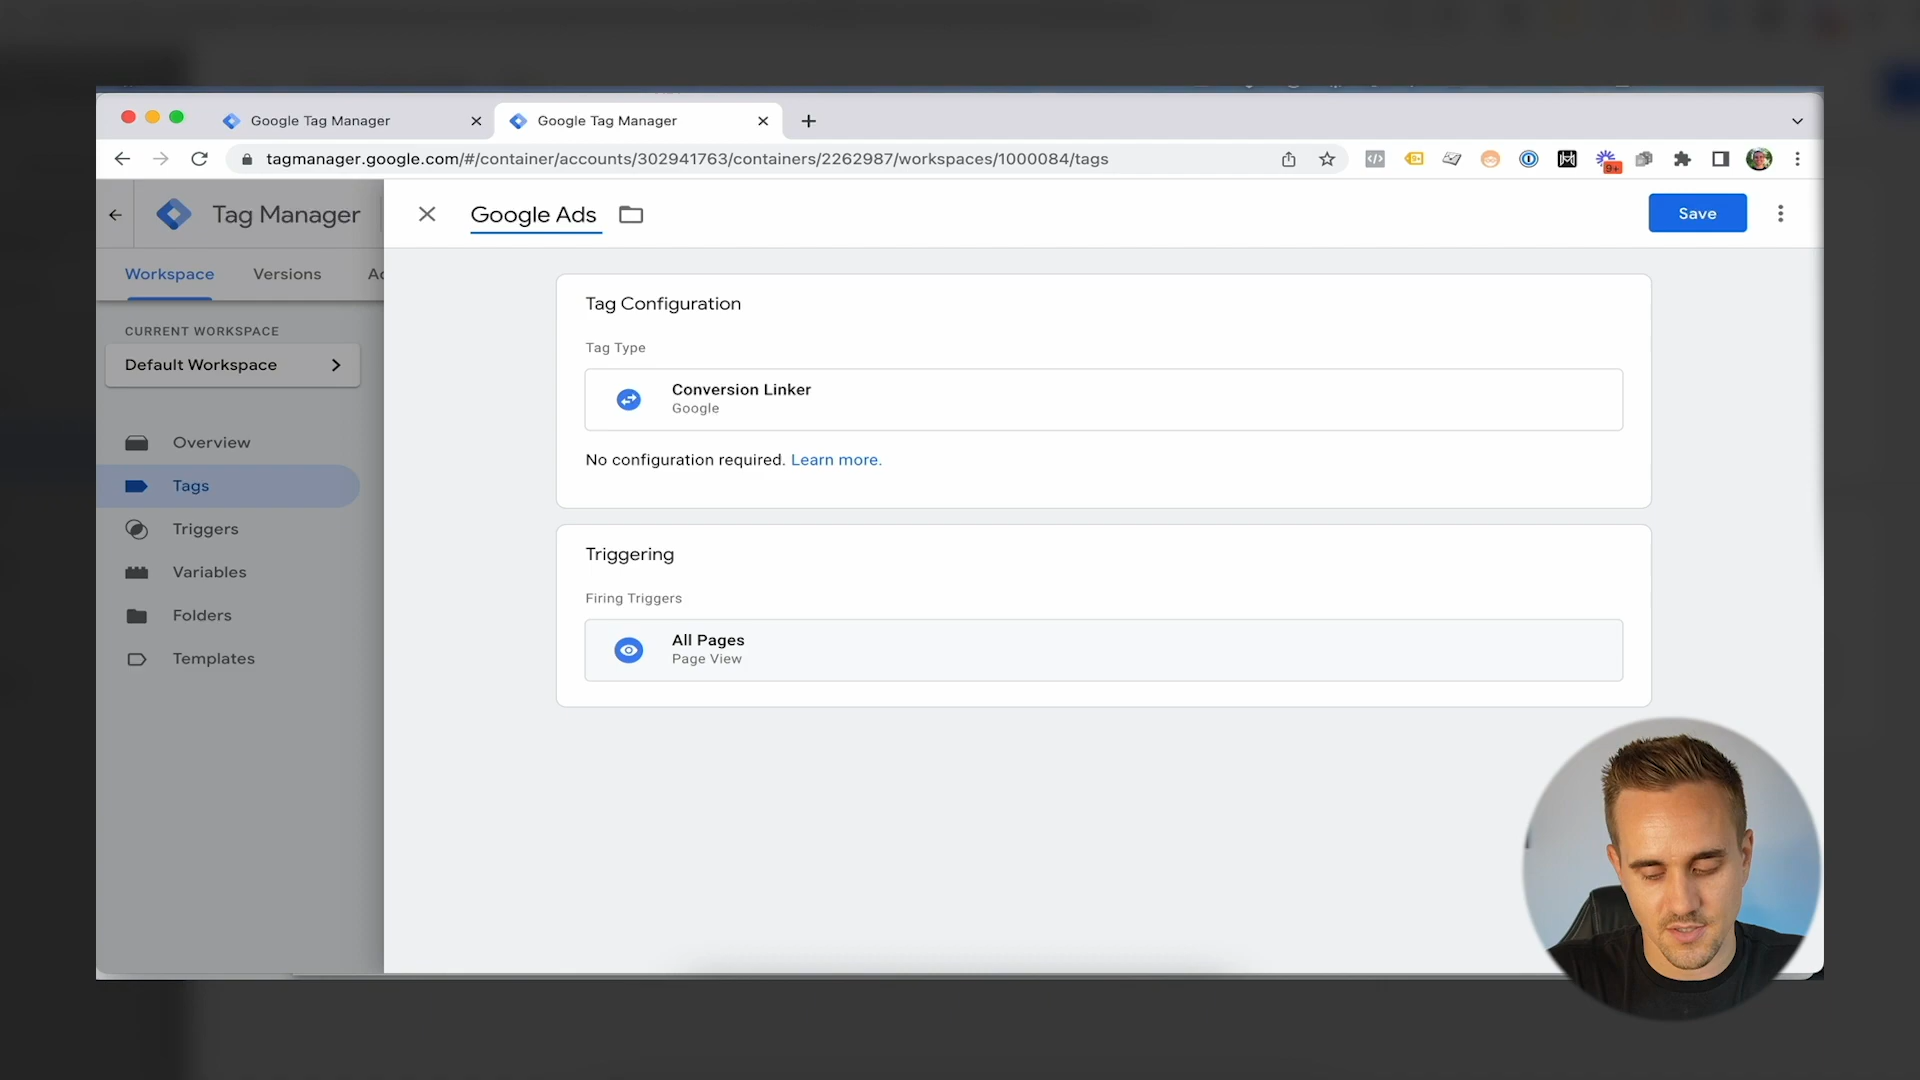 Google Tag Manager
Google Tag Manager
tagmanager.google.com/#/container/accounts/302941763/containers/2262987/workspaces/1000084/tags
9+
Tag Manager
Google Ads
Save
Workspace
Versions
Ad
CURRENT WORKSPACE
Default Workspace
Overview
Tags
Triggers
Variables
Folders
Templates
Tag Configuration
Tag Type
Conversion Linker
Google
No configuration required. Learn more.
Triggering
Firing Triggers
All Pages
Page View